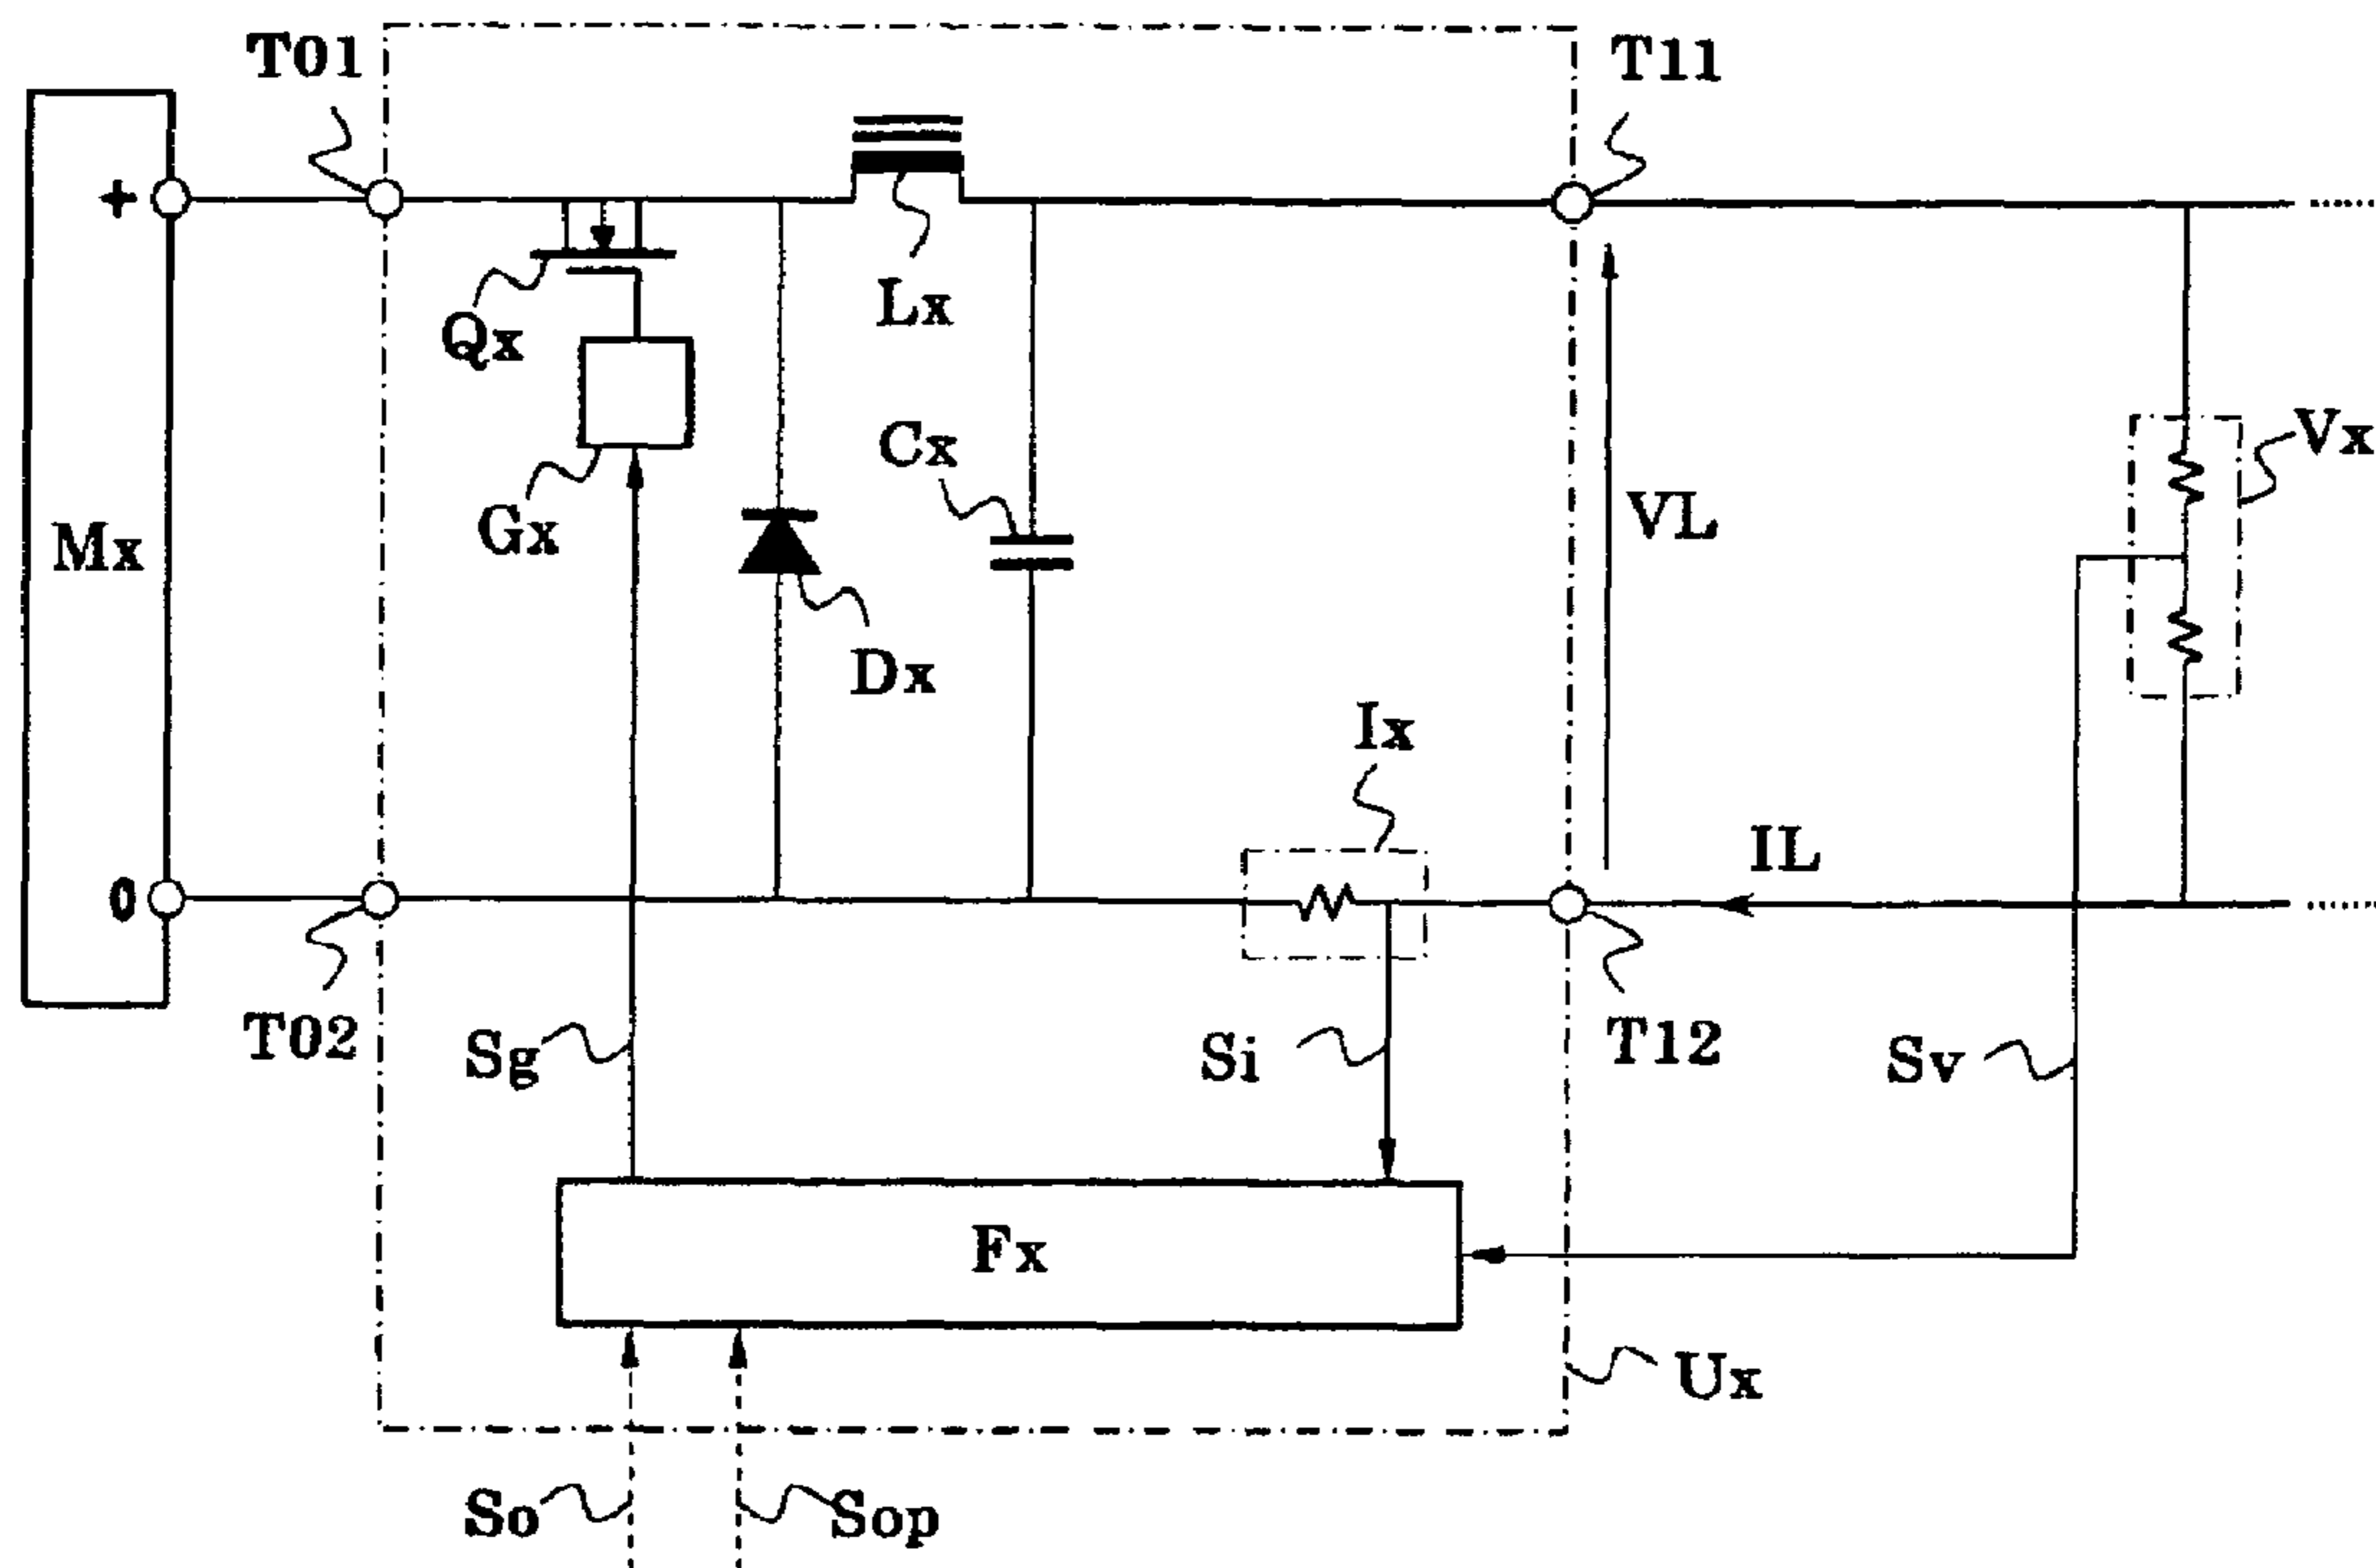 T01
T11
+
Lx
Qx
Vx
Cx
VL
Gx
Mx
Dx
Ix
IL
0
T02
T12
Sg
Si
Sv
Fx
Ux
So
Sop